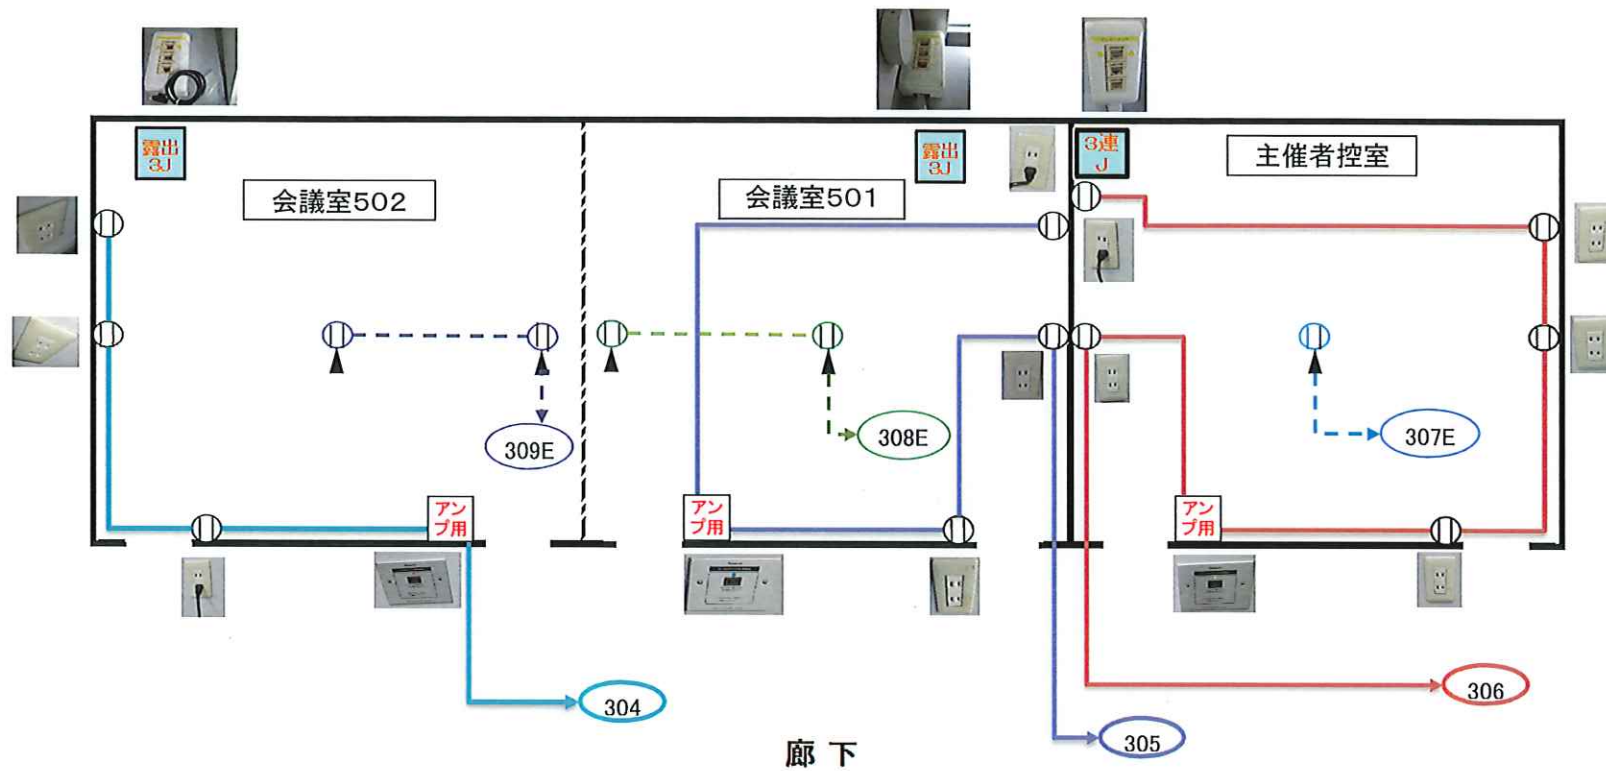 露出
3J
露出
3J
3連
J
会議室502
会議室501
主催者控室
309E
308E
307E
アン
プ用
アン
プ用
アン
プ用
304
305
306
廊下